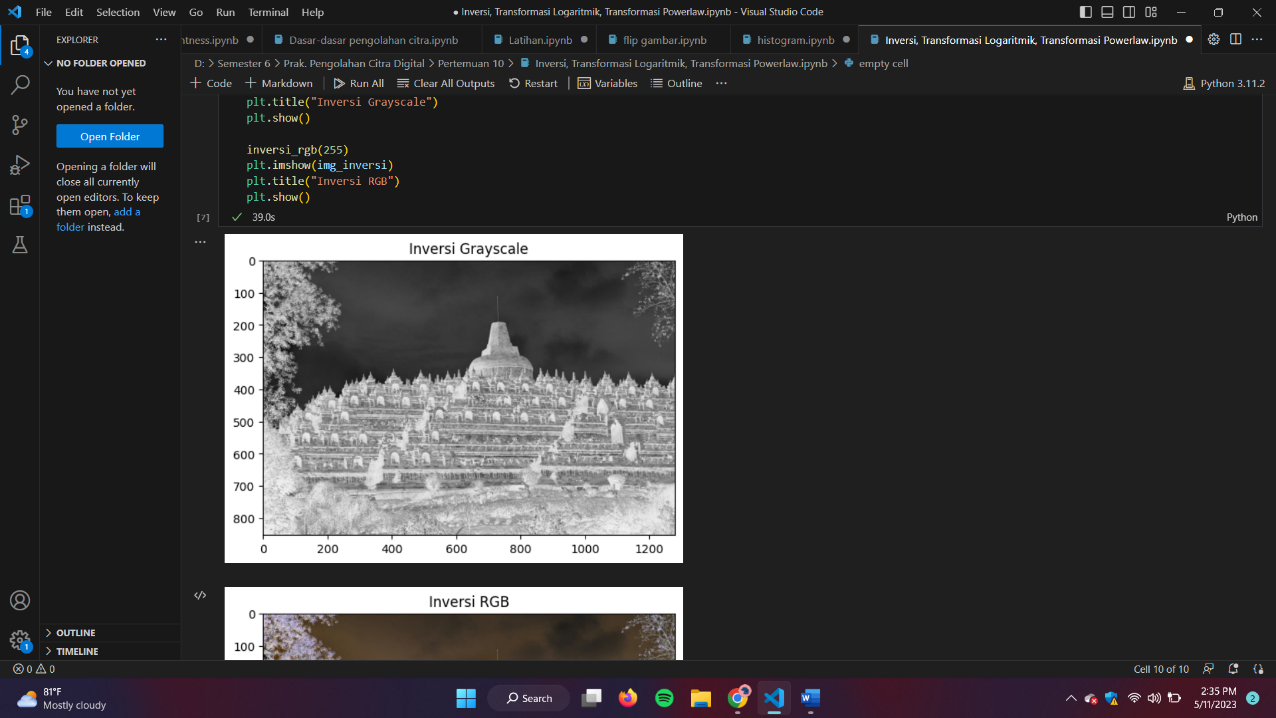 File Edit Selection View Go Run Terminal Help
● Inversi, Transformasi Logaritmik, Transformasi Powerlaw.ipynb - Visual Studio Code
4
EXPLORER
ntness.ipynb
Dasar-dasar pengolahan citra.ipynb
Latihan.ipynb
flip gambar.ipynb
histogram.ipynb
Inversi, Transformasi Logaritmik, Transformasi Powerlaw.ipynb
NO FOLDER OPENED
D: > Semester 6 > Prak. Pengolahan Citra Digital > Pertemuan 10 > Inversi, Transformasi Logaritmik, Transformasi Powerlaw.ipynb > empty cell
+ Code + Markdown Run All Clear All Outputs Restart Variables Outline ···
Python 3.11.2
You have not yet
opened a folder.
Open Folder
Opening a folder will
close all currently
open editors. To keep
them open, add a
folder instead.
1
plt.title("Inversi Grayscale")
plt.show()
inversi_rgb(255)
plt.imshow(img_inversi)
plt.title("Inversi RGB")
plt.show()
[7]
39.0s
Python
Inversi Grayscale
0
100
200
300
400
500
600
700
800
0 200 400 600 800 1000 1200
Inversi RGB
0
100
1
OUTLINE
TIMELINE
0 0
Cell 10 of 10
81°F
Mostly cloudy
Search
2:35 PM
5/11/2023
2